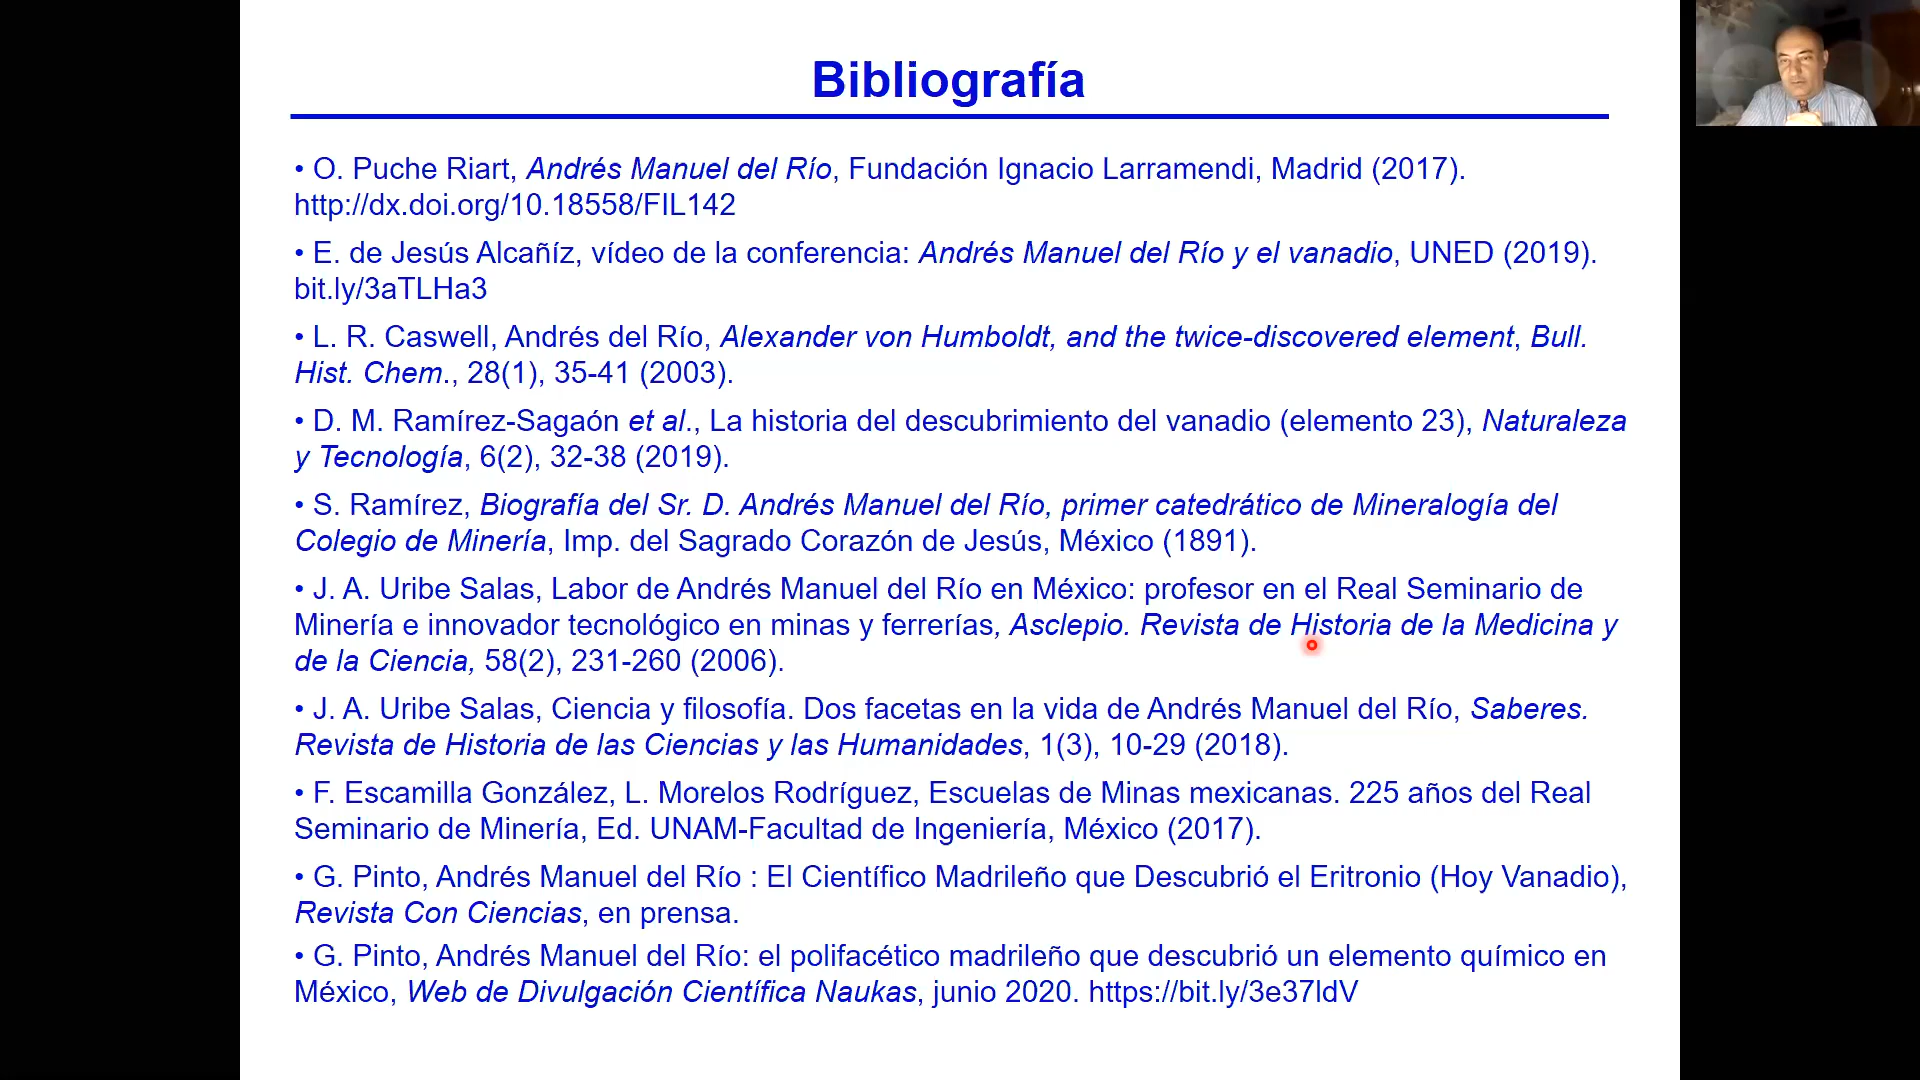 Bibliografía
• O. Puche Riart, Andrés Manuel del Río, Fundación Ignacio Larramendi, Madrid (2017).
http://dx.doi.org/10.18558/FIL142
• E. de Jesús Alcañíz, vídeo de la conferencia: Andrés Manuel del Río y el vanadio, UNED (2019).
bit.ly/3aTLHa3
• L. R. Caswell, Andrés del Río, Alexander von Humboldt, and the twice-discovered element, Bull.
Hist. Chem., 28(1), 35-41 (2003).
• D. M. Ramírez-Sagaón et al., La historia del descubrimiento del vanadio (elemento 23), Naturaleza
y Tecnología, 6(2), 32-38 (2019).
• S. Ramírez, Biografía del Sr. D. Andrés Manuel del Río, primer catedrático de Mineralogía del
Colegio de Minería, Imp. del Sagrado Corazón de Jesús, México (1891).
• J. A. Uribe Salas, Labor de Andrés Manuel del Río en México: profesor en el Real Seminario de
Minería e innovador tecnológico en minas y ferrerías, Asclepio. Revista de Historia de la Medicina y
de la Ciencia, 58(2), 231-260 (2006).
• J. A. Uribe Salas, Ciencia y filosofía. Dos facetas en la vida de Andrés Manuel del Río, Saberes.
Revista de Historia de las Ciencias y las Humanidades, 1(3), 10-29 (2018).
• F. Escamilla González, L. Morelos Rodríguez, Escuelas de Minas mexicanas. 225 años del Real
Seminario de Minería, Ed. UNAM-Facultad de Ingeniería, México (2017).
• G. Pinto, Andrés Manuel del Río : El Científico Madrileño que Descubrió el Eritronio (Hoy Vanadio),
Revista Con Ciencias, en prensa.
• G. Pinto, Andrés Manuel del Río: el polifacético madrileño que descubrió un elemento químico en
México, Web de Divulgación Científica Naukas, junio 2020. https://bit.ly/3e37ldV